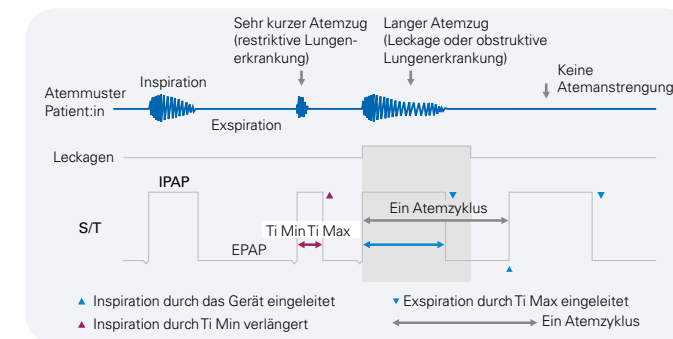 Sehr kurzer Atemzug
(restriktive Lungen-
erkrankung)
Langer Atemzug
(Leckage oder obstruktive
Lungenerkrankung)
Keine
Atemanstrengung
Atemmuster
Patient:in
Inspiration
Exspiration
Leckagen
IPAP
S/T
EPAP
Ti Min Ti Max
Ein Atemzyklus
▲ Inspiration durch das Gerät eingeleitet
▼ Exspiration durch Ti Max eingeleitet
▲ Inspiration durch Ti Min verlängert
Ein Atemzyklus